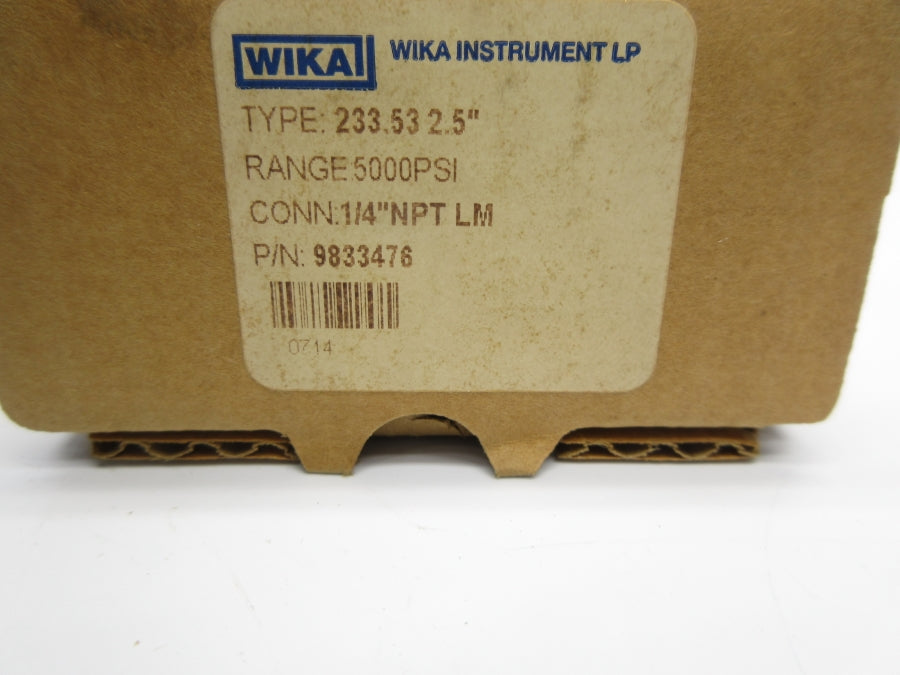 WIKA WIKA INSTRUMENT LP
TYPE: 233.53 2.5"
RANGE:5000PSI
CONN:1/4"NPT LM
P/N: 9833476
0714